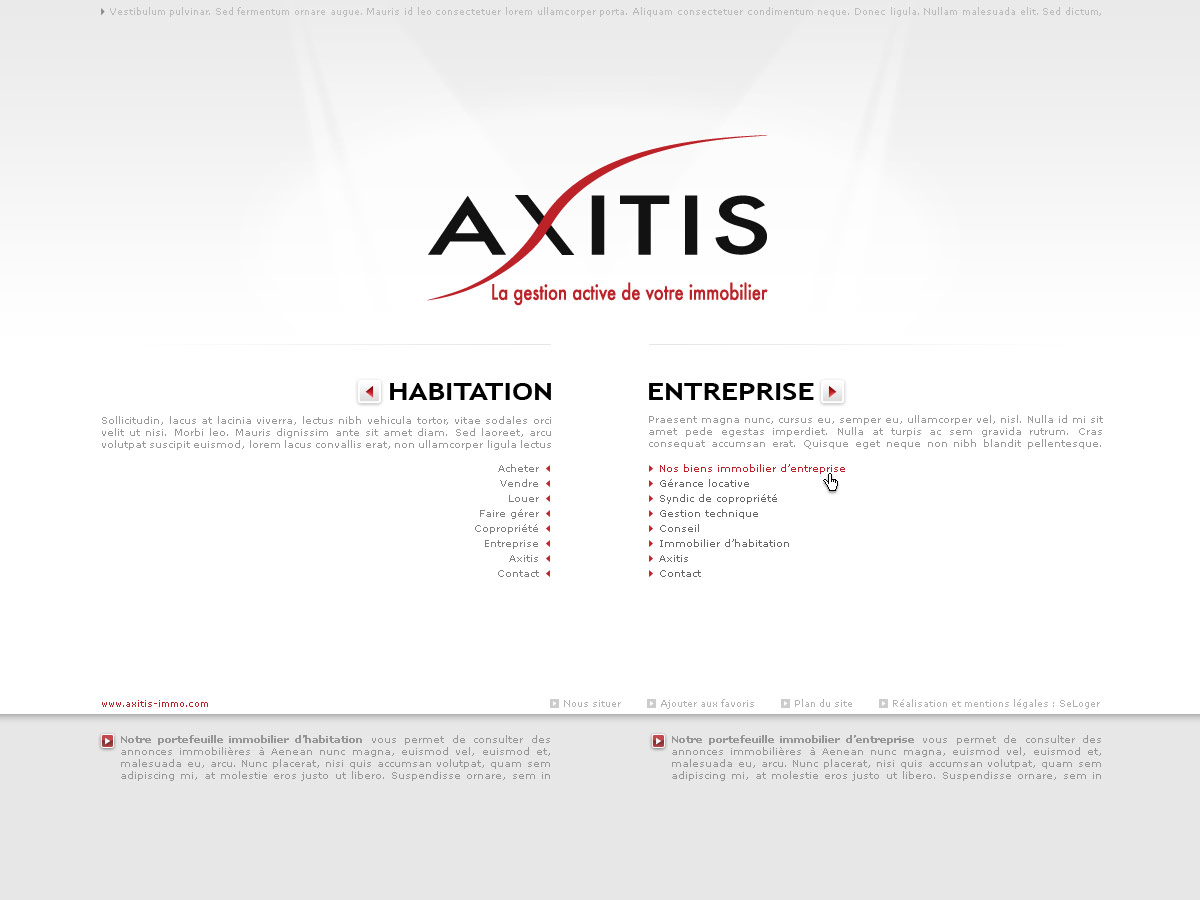 Vestibulum pulvinar. Sed fermentum ornare augue. Mauris id leo consectetuer lorem ullamcorper porta. Aliquam consectetuer condimentum neque. Donec ligula. Nullam malesuada elit. Sed dictum,
AXITIS
La gestion active de votre immobilier
HABITATION
Sollicitudin, lacus at lacinia viverra, lectus nibh vehicula tortor, vitae sodales orci
velit ut nisi. Morbi leo. Mauris dignissim ante sit amet diam. Sed laoreet, arcu
volutpat suscipit euismod, lorem lacus convallis erat, non ullamcorper ligula lectus
Acheter
Vendre
Louer
Faire gérer
Copropriété
Entreprise
Axitis
Contact
ENTREPRISE
Praesent magna nunc, cursus eu, semper eu, ullamcorper vel, nisl. Nulla id mi sit
amet pede egestas imperdiet. Nulla at turpis ac sem gravida rutrum. Cras
consequat accumsan erat. Quisque eget neque non nibh blandit pellentesque.
Nos biens immobilier d'entreprise
Gérance locative
Syndic de copropriété
Gestion technique
Conseil
Immobilier d'habitation
Axitis
Contact
www.axitis-immo.com
Nous situer
Ajouter aux favoris
Plan du site
Réalisation et mentions légales : SeLoger
Notre portefeuille immobilier d'habitation vous permet de consulter des
annonces immobilières à Aenean nunc magna, euismod vel, euismod et,
malesuada eu, arcu. Nunc placerat, nisi quis accumsan volutpat, quam sem
adipiscing mi, at molestie eros justo ut libero. Suspendisse ornare, sem in
Notre portefeuille immobilier d'entreprise vous permet de consulter des
annonces immobilières à Aenean nunc magna, euismod vel, euismod et,
malesuada eu, arcu. Nunc placerat, nisi quis accumsan volutpat, quam sem
adipiscing mi, at molestie eros justo ut libero. Suspendisse ornare, sem in